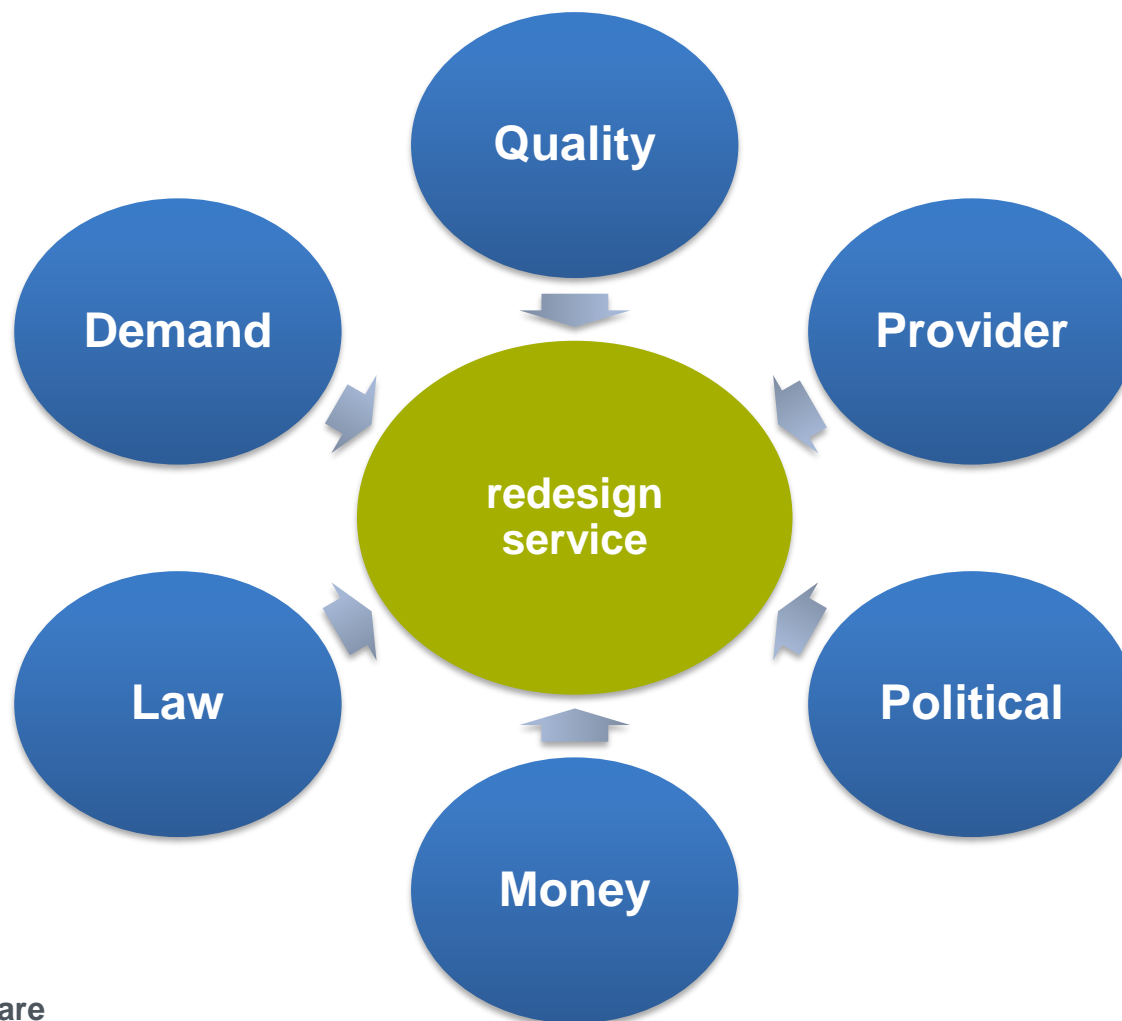 Quality
Demand
Provider
redesign
service
Law
Political
Money
are